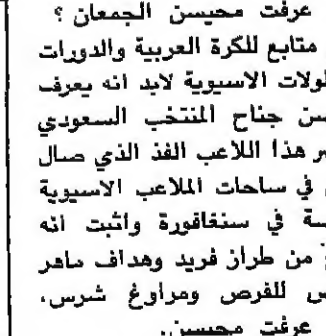 عرفت محيسن الجمعان ؟
متابع للكرة العربية والدورات
ولات الاسيوية لابد انه يعرف
سن جناح المنتخب السعودي
هذا اللاعب الفذ الذي صال
في ساحات الملاعب الاسيوية
سة في سنغافورة واثبت انه
من طراز فريد وهداف ماهر
للفرص ومراوغ شرس،
عرفت محيسن.